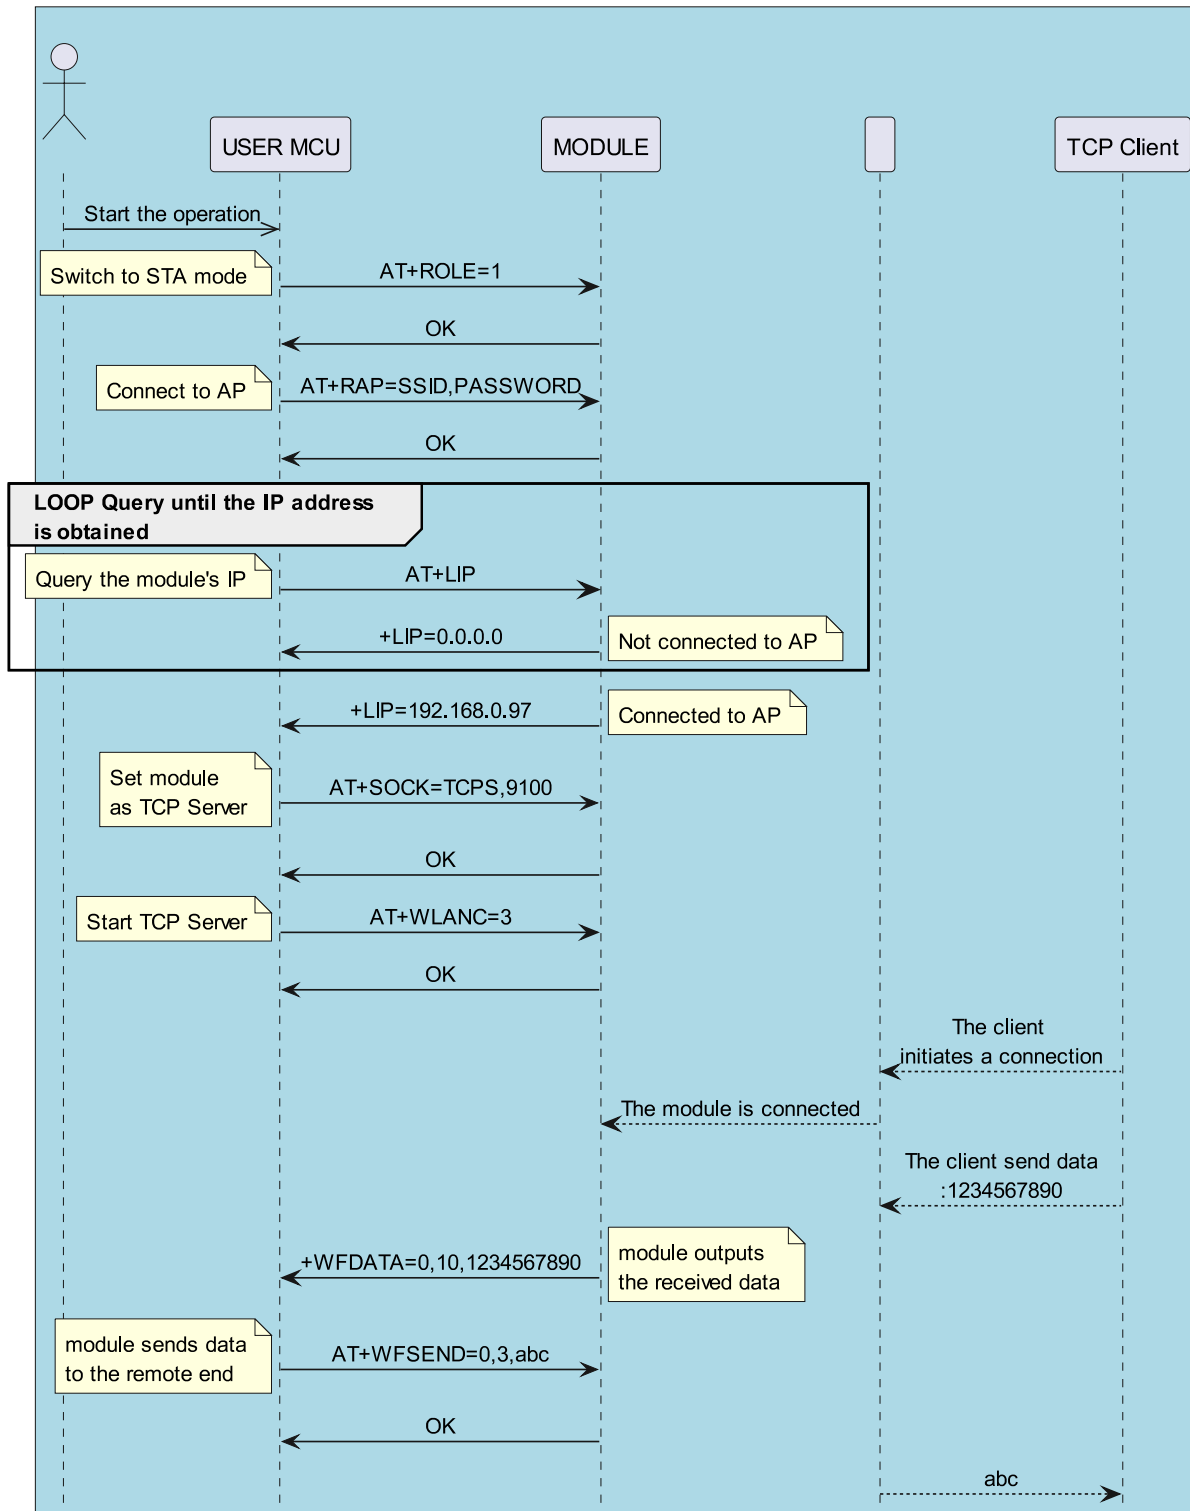 USER MCU
MODULE
TCP Client
Start the operation
Switch to STA mode
AT+ROLE=1
OK
Connect to AP
AT+RAP=SSID,PASSWORD
OK
LOOP Query until the IP address
is obtained
Query the module's IP
AT+LIP
+LIP=0.0.0.0
Not connected to AP
+LIP=192.168.0.97
Connected to AP
Set module
as TCP Server
AT+SOCK=TCPS,9100
OK
Start TCP Server
AT+WLANC=3
OK
The client
initiates a connection
The module is connected
The client send data
:1234567890
+WFDATA=0,10,1234567890
module outputs
the received data
module sends data
to the remote end
AT+WFSEND=0,3,abc
OK
abc